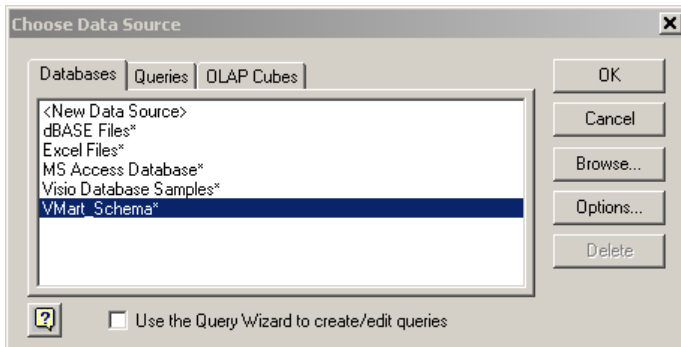 Choose Data Source
Databases Queries OLAP Cubes
<New Data Source>
dBASE Files*
Excel Files*
MS Access Database*
Visio Database Samples*
VMart_Schema*
OK
Cancel
Browse...
Options...
Delete
Use the Query Wizard to create/edit queries